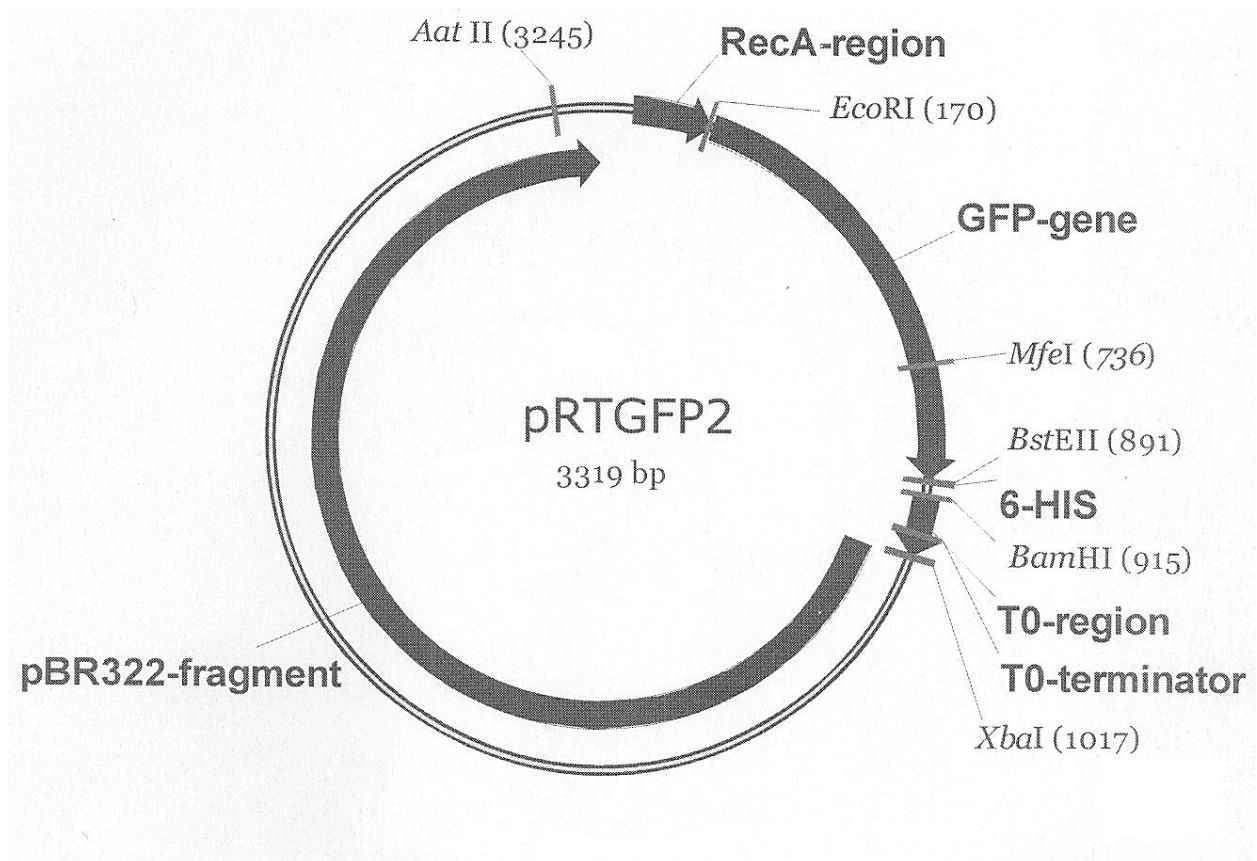 Aat II (3245)
RecA-region
EcoRI (170)
GFP-gene
MfeI (736)
pRTGFP2
3319 bp
BstEII (891)
6-HIS
BamHI (915)
T0-region
T0-terminator
XbaI (1017)
pBR322-fragment